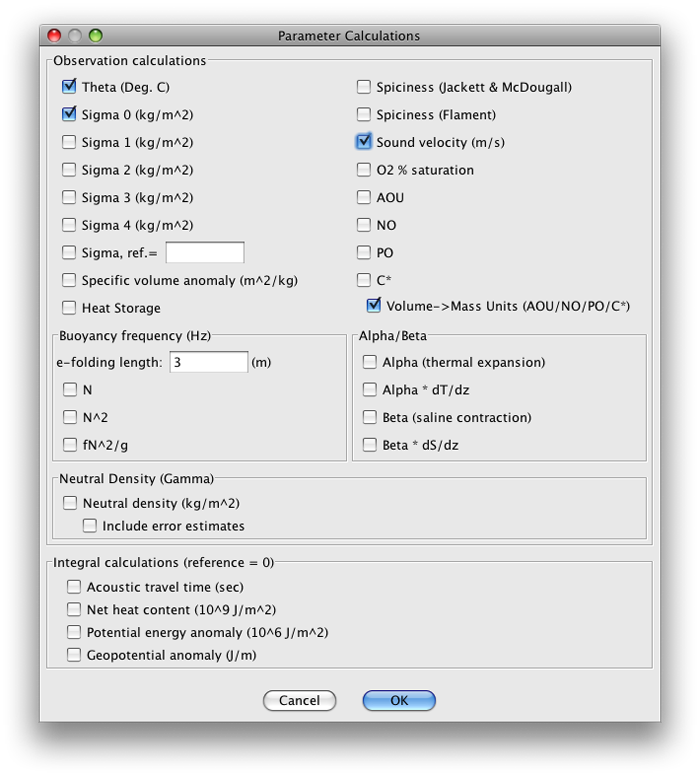 Parameter Calculations
Observation calculations
Theta (Deg. C)
Sigma 0 (kg/m^2)
Sigma 1 (kg/m^2)
Sigma 2 (kg/m^2)
Sigma 3 (kg/m^2)
Sigma 4 (kg/m^2)
Sigma, ref.=
Specific volume anomaly (m^2/kg)
Heat Storage
Spiciness (Jackett & McDougall)
Spiciness (Flament)
Sound velocity (m/s)
O2 % saturation
AOU
NO
PO
C*
Volume->Mass Units (AOU/NO/PO/C*)
Buoyancy frequency (Hz)
e-folding length: 3 (m)
N
N^2
fN^2/g
Alpha/Beta
Alpha (thermal expansion)
Alpha * dT/dz
Beta (saline contraction)
Beta * dS/dz
Neutral Density (Gamma)
Neutral density (kg/m^2)
Include error estimates
Integral calculations (reference = 0)
Acoustic travel time (sec)
Net heat content (10^9 J/m^2)
Potential energy anomaly (10^6 J/m^2)
Geopotential anomaly (J/m)
Cancel OK